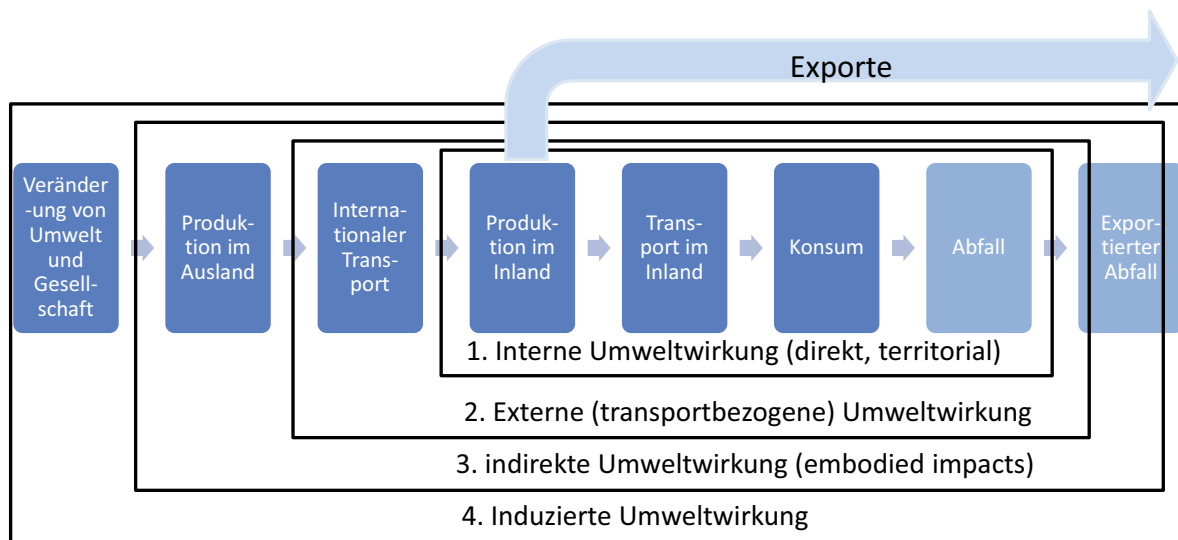 Exporte
Veränder
-ung von
Umwelt
und
Gesell-
schaft
Produk-
tion im
Ausland
Interna-
tionaler
Trans-
port
Produk-
tion im
Inland
Trans-
port im
Inland
Konsum
Abfall
Expor-
tierter
Abfall
1. Interne Umweltwirkung (direkt, territorial)
2. Externe (transportbezogene) Umweltwirkung
3. indirekte Umweltwirkung (embodied impacts)
4. Induzierte Umweltwirkung